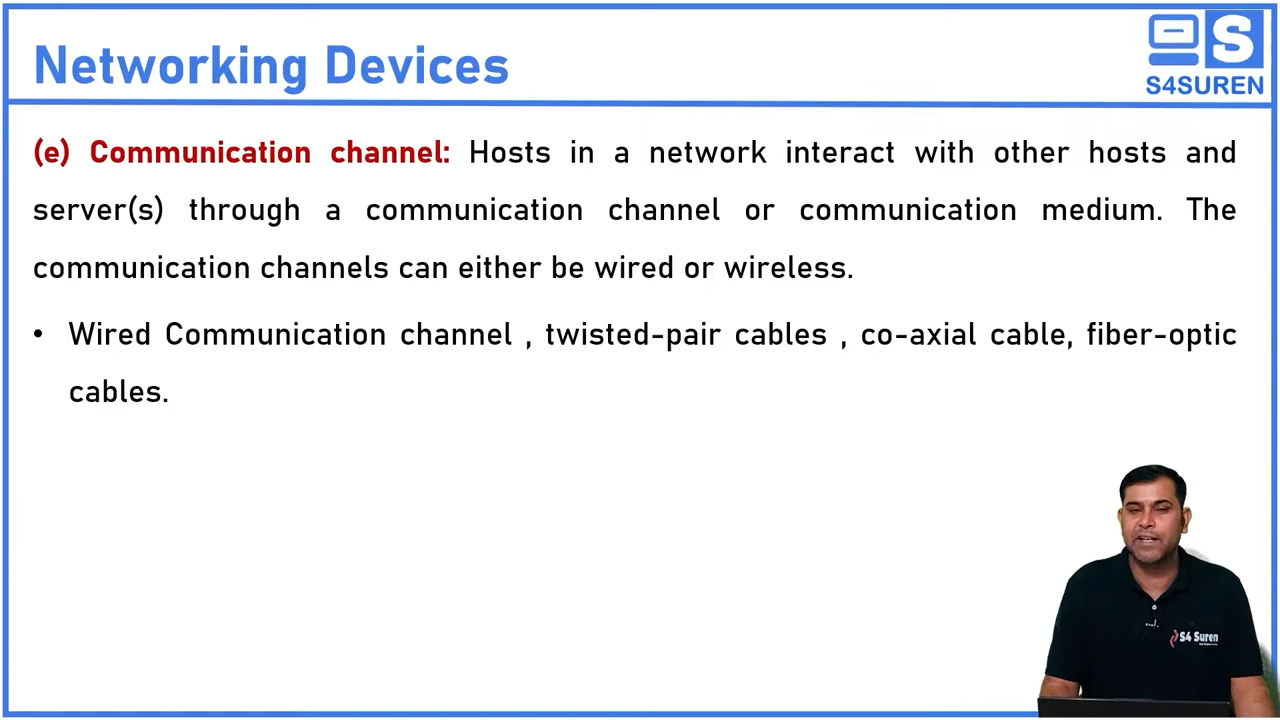 Networking Devices
S
S4SUREN
(e) Communication channel: Hosts in a network interact with other hosts and
server(s) through a communication channel or communication medium. The
communication channels can either be wired or wireless.
• Wired Communication channel , twisted-pair cables , co-axial cable, fiber-optic
cables.
S4 Suren